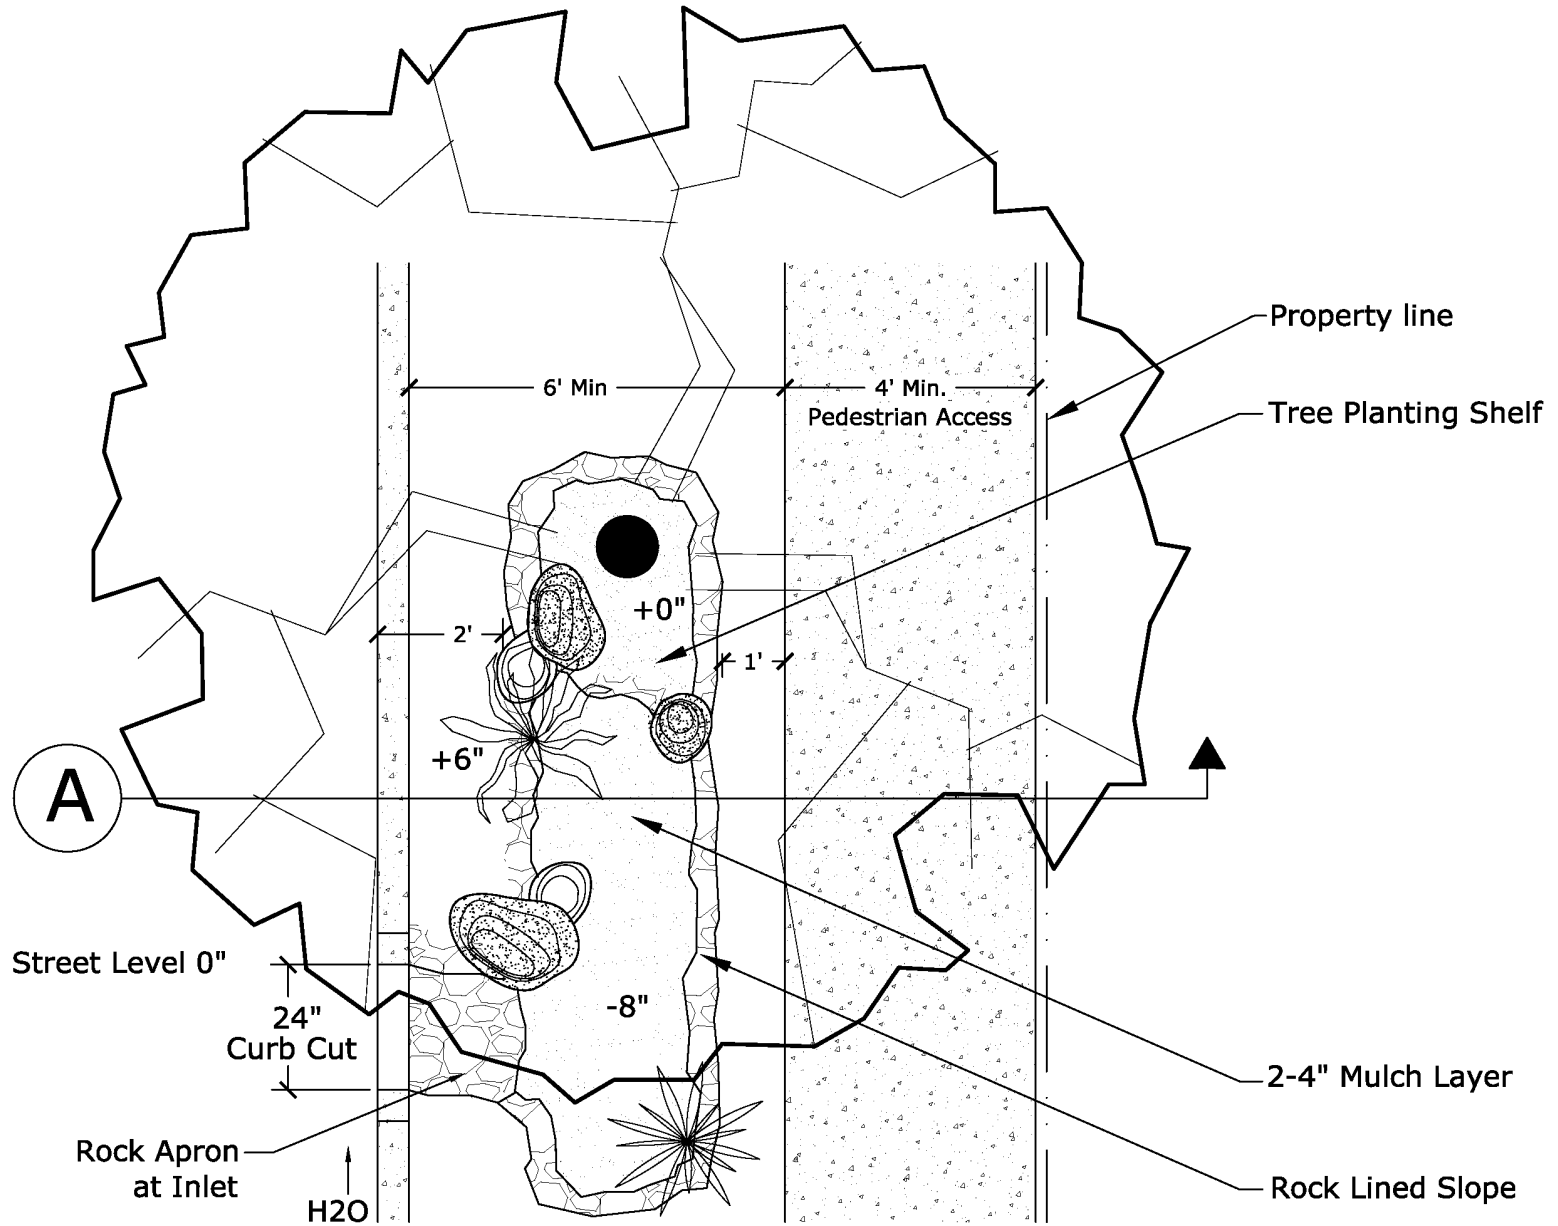 Property line
6' Min
4' Min.
Pedestrian Access
Tree Planting Shelf
+0"
2'
1'
+6"
A
Street Level 0"
24"
Curb Cut
-8"
2-4" Mulch Layer
Rock Apron
at Inlet
H2O
Rock Lined Slope